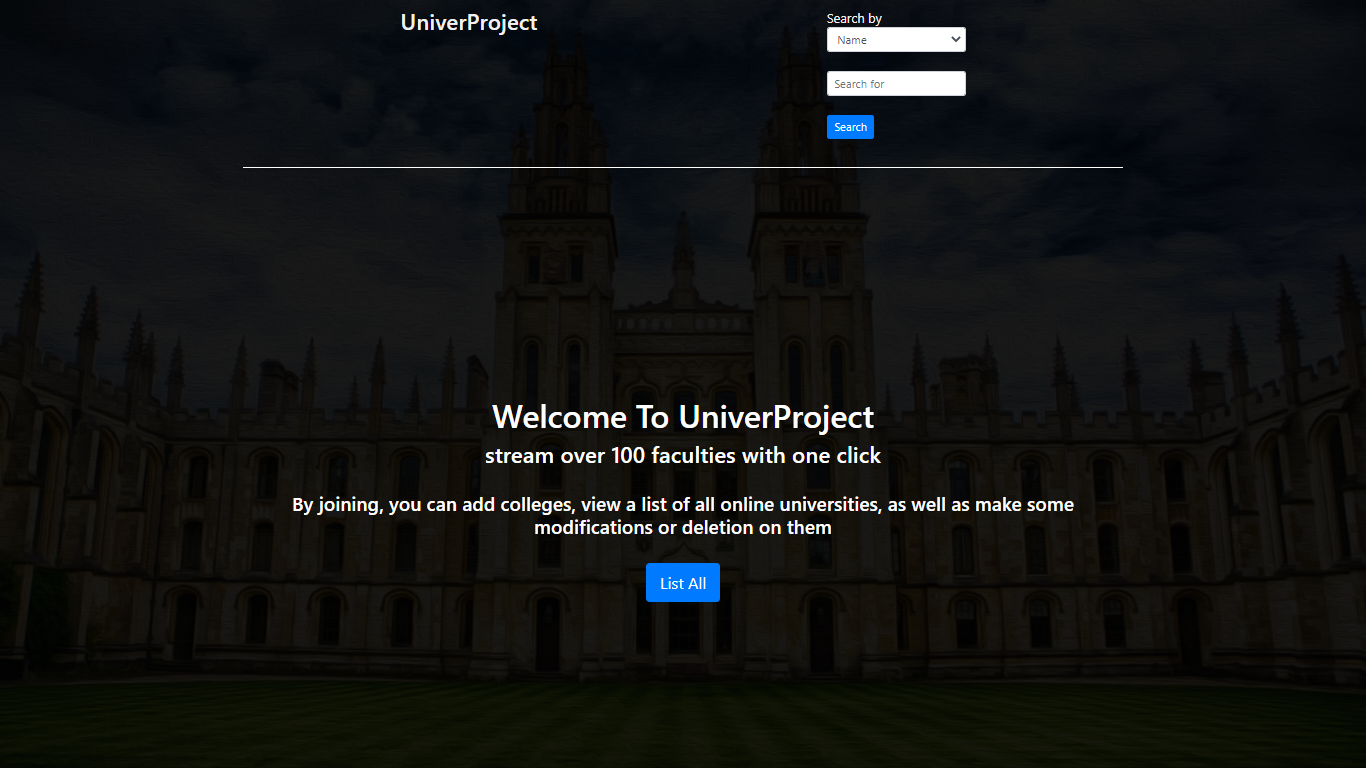 UniverProject
Search by
Name
Search for
Search
Welcome To UniverProject
stream over 100 faculties with one click
By joining, you can add colleges, view a list of all online universities, as well as make some
modifications or deletion on them
List All